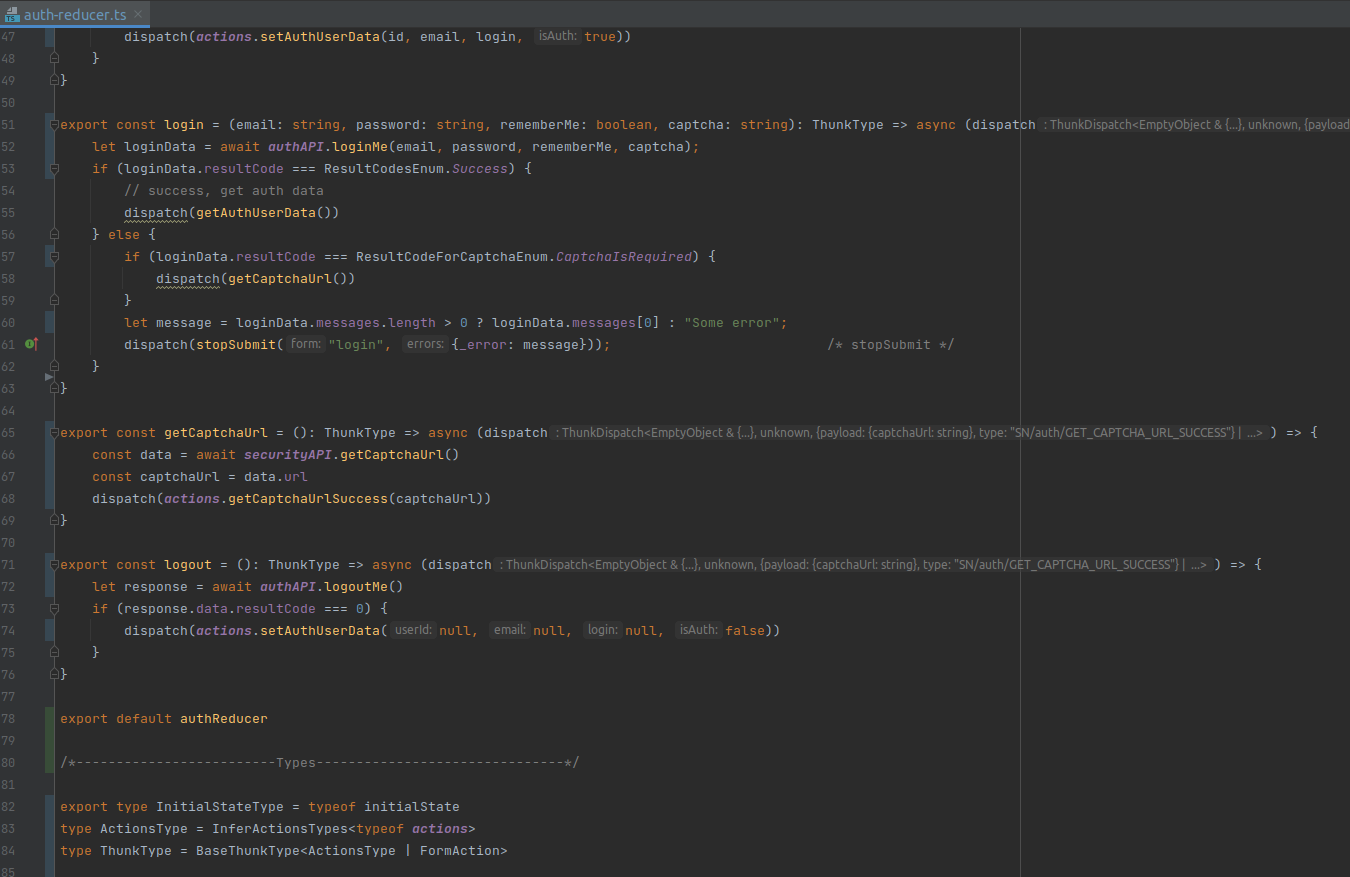 auth-reducer.ts
47 dispatch(actions.setAuthUserData(id, email, login, isAuth: true))
48 }
49 }
50
51 export const login = (email: string, password: string, rememberMe: boolean, captcha: string): ThunkType => async (dispatch : ThunkDispatch<EmptyObject & {...}, unknown, {payload
52 let loginData = await authAPI.loginMe(email, password, rememberMe, captcha);
53 if (loginData.resultCode === ResultCodesEnum.Success) {
54 // success, get auth data
55 dispatch(getAuthUserData())
56 } else {
57 if (loginData.resultCode === ResultCodeForCaptchaEnum.CaptchaIsRequired) {
58 dispatch(getCaptchaUrl())
59 }
60 let message = loginData.messages.length > 0 ? loginData.messages[0] : "Some error";
61 dispatch(stopSubmit( form: "login", errors: {_error: message})); /* stopSubmit */
62 }
63 }
64
65 export const getCaptchaUrl = (): ThunkType => async (dispatch : ThunkDispatch<EmptyObject & {...}, unknown, {payload: {captchaUrl: string}, type: "SN/auth/GET_CAPTCHA_URL_SUCCESS"} | ...> ) => {
66 const data = await securityAPI.getCaptchaUrl()
67 const captchaUrl = data.url
68 dispatch(actions.getCaptchaUrlSuccess(captchaUrl))
69 }
70
71 export const logout = (): ThunkType => async (dispatch : ThunkDispatch<EmptyObject & {...}, unknown, {payload: {captchaUrl: string}, type: "SN/auth/GET_CAPTCHA_URL_SUCCESS"} | ...> ) => {
72 let response = await authAPI.logoutMe()
73 if (response.data.resultCode === 0) {
74 dispatch(actions.setAuthUserData( userId: null, email: null, login: null, isAuth: false))
75 }
76 }
77
78 export default authReducer
79
80 /*-------------------------Types-------------------------------*/
81
82 export type InitialStateType = typeof initialState
83 type ActionsType = InferActionsTypes<typeof actions>
84 type ThunkType = BaseThunkType<ActionsType | FormAction>
85